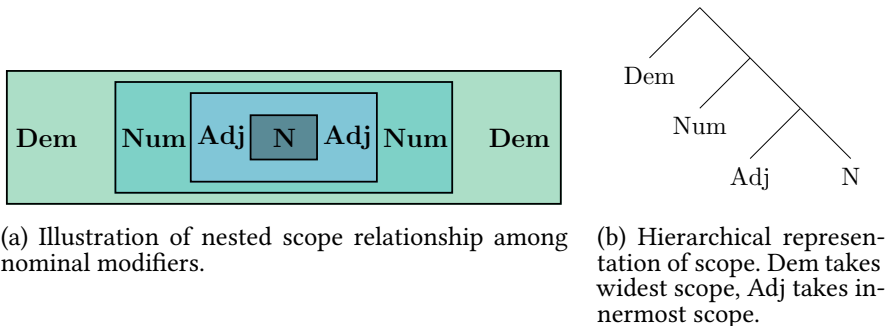 Dem Num Adj N Adj Num Dem
(a) Illustration of nested scope relationship among
nominal modifiers.
Dem
Num
Adj N
(b) Hierarchical represen-
tation of scope. Dem takes
widest scope, Adj takes in-
nermost scope.